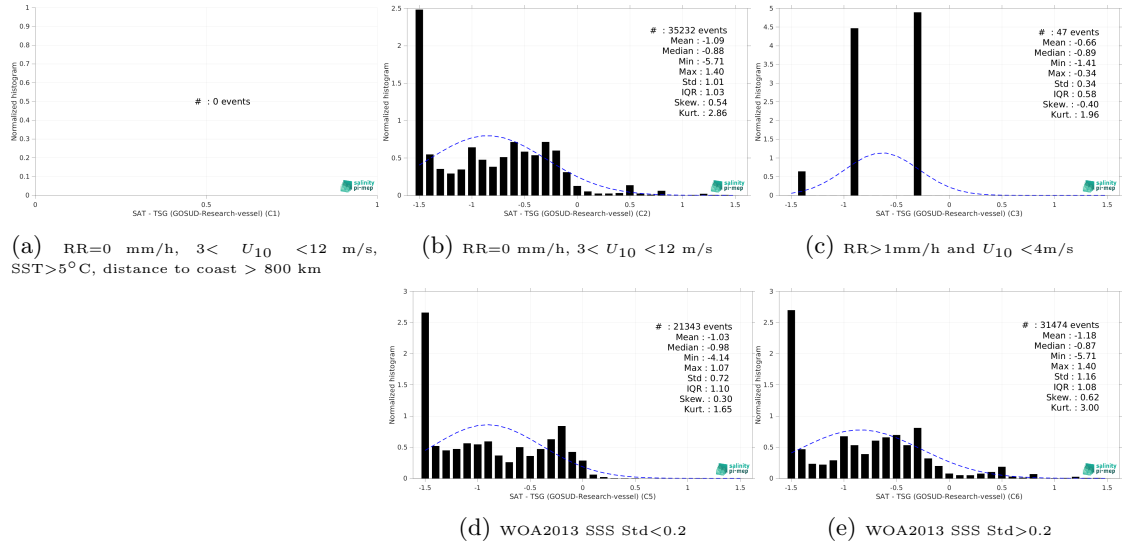 1
0.9
0.8
0.7
0.6
0.5
0.4
0.3
0.2
0.1
0
Normalized histogram
# : 0 events
0 0.5 1
SAT - TSG (GOSUD-Research-vessel) (C1)
salinity
pi-mep
(a) RR=0 mm/h, 3< U10 <12 m/s,
SST>5°C, distance to coast > 800 km
2.5
2
1.5
1
0.5
0
Normalized histogram
# : 35232 events
Mean : -1.09
Median : -0.88
Min : -5.71
Max : 1.40
Std : 1.01
IQR : 1.03
Skew. : 0.54
Kurt. : 2.86
-1.5 -1 -0.5 0 0.5 1 1.5
SAT - TSG (GOSUD-Research-vessel) (C2)
salinity
pi-mep
(b) RR=0 mm/h, 3< U10 <12 m/s
5
4.5
4
3.5
3
2.5
2
1.5
1
0.5
0
Normalized histogram
# : 47 events
Mean : -0.66
Median : -0.89
Min : -1.41
Max : -0.34
Std : 0.34
IQR : 0.58
Skew. : -0.40
Kurt. : 1.96
-1.5 -1 -0.5 0 0.5 1 1.5
SAT - TSG (GOSUD-Research-vessel) (C3)
salinity
pi-mep
(c) RR>1mm/h and U10 <4m/s
3
2.5
2
1.5
1
0.5
0
Normalized histogram
# : 21343 events
Mean : -1.03
Median : -0.98
Min : -4.14
Max : 1.07
Std : 0.72
IQR : 1.10
Skew. : 0.30
Kurt. : 1.65
-1.5 -1 -0.5 0 0.5 1 1.5
SAT - TSG (GOSUD-Research-vessel) (C5)
salinity
pi-mep
(d) WOA2013 SSS Std<0.2
3
2.5
2
1.5
1
0.5
0
Normalized histogram
# : 31474 events
Mean : -1.18
Median : -0.87
Min : -5.71
Max : 1.40
Std : 1.16
IQR : 1.08
Skew. : 0.62
Kurt. : 3.00
-1.5 -1 -0.5 0 0.5 1 1.5
SAT - TSG (GOSUD-Research-vessel) (C6)
salinity
pi-mep
(e) WOA2013 SSS Std>0.2